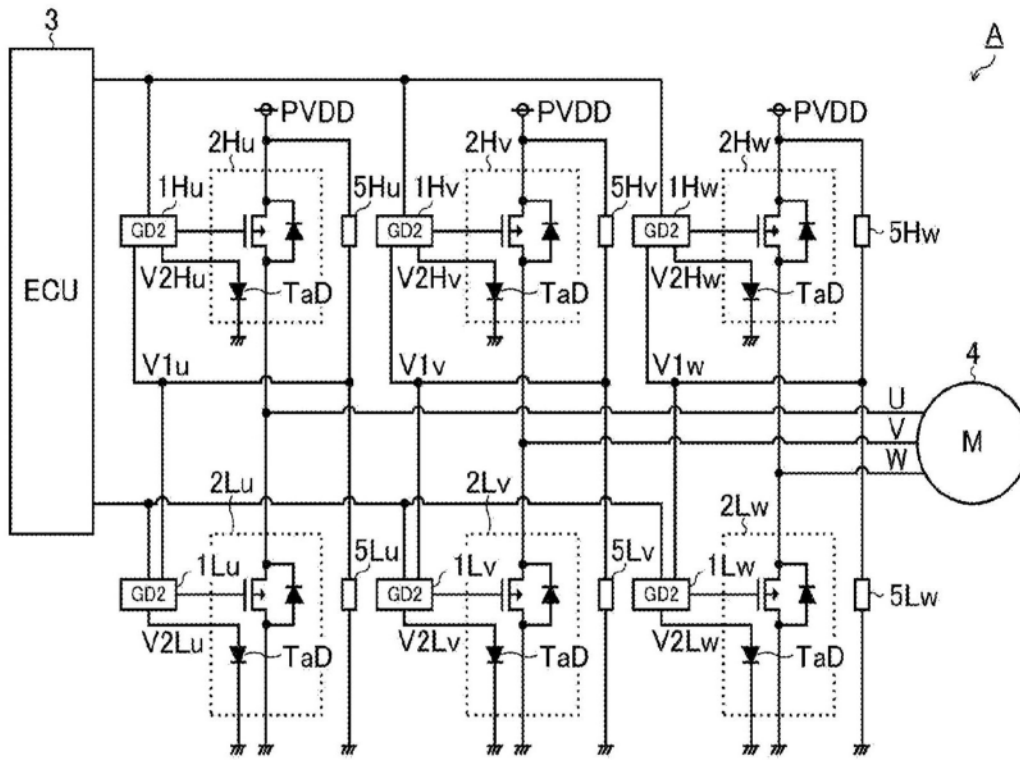 3
4
A
PVDD
PVDD
PVDD
2Hu
2Hv
2Hw
1Hu
5Hu
1Hv
5Hv
1Hw
5Hw
GD2
GD2
GD2
ECU
V2Hu
TaD
V2Hv
TaD
V2Hw
TaD
V1u
V1v
V1w
4
U
V
W
M
2Lu
2Lv
2Lw
1Lu
5Lu
1Lv
5Lv
1Lw
5Lw
GD2
GD2
GD2
V2Lu
TaD
V2Lv
TaD
V2Lw
TaD